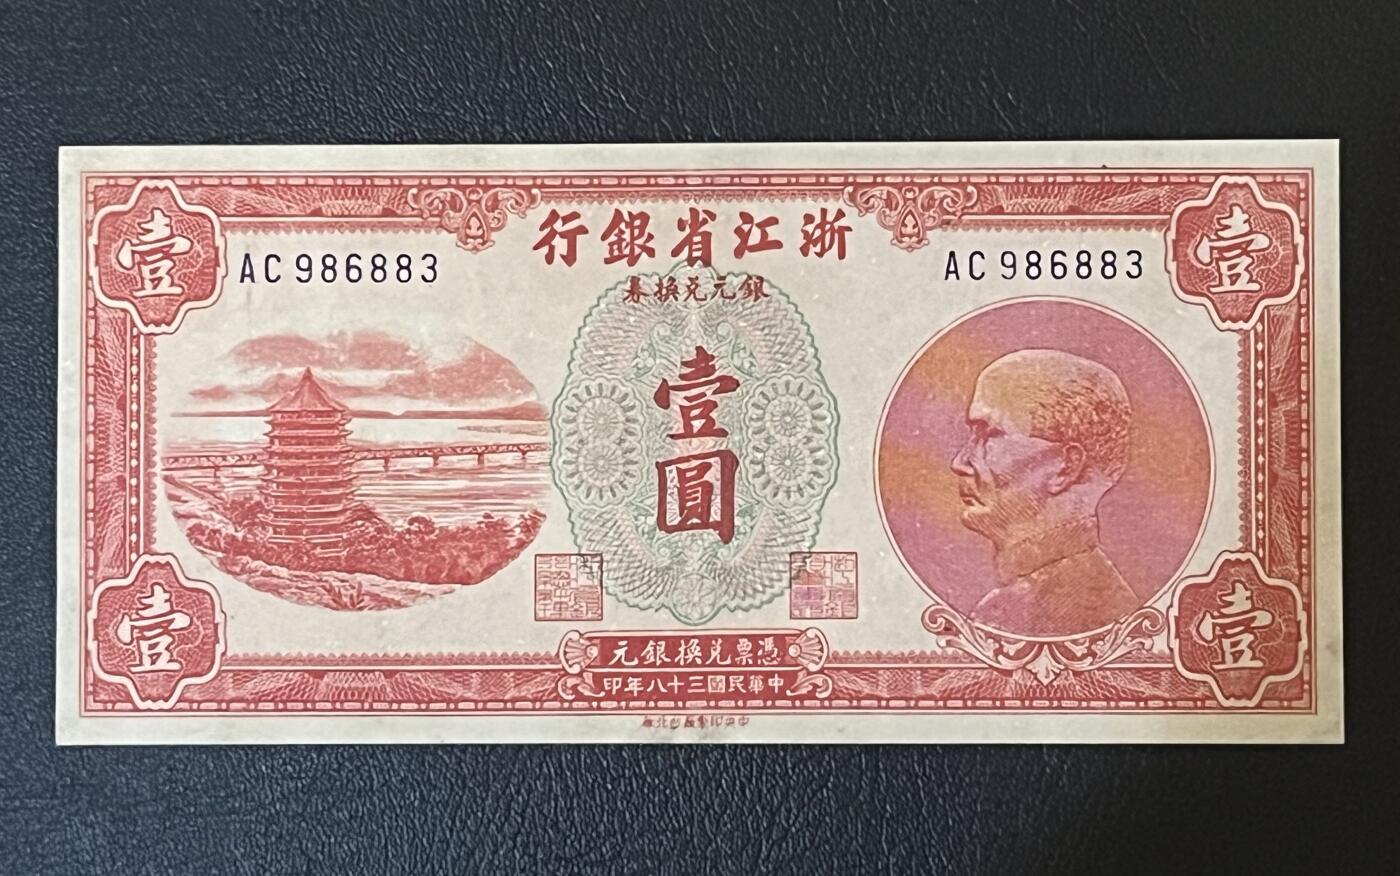 浙江省銀行
銀元兌換券
AC 986883
AC 986883
壹
壹
壹圓
壹
壹
憑票兌換銀元
中華民國三十八年印